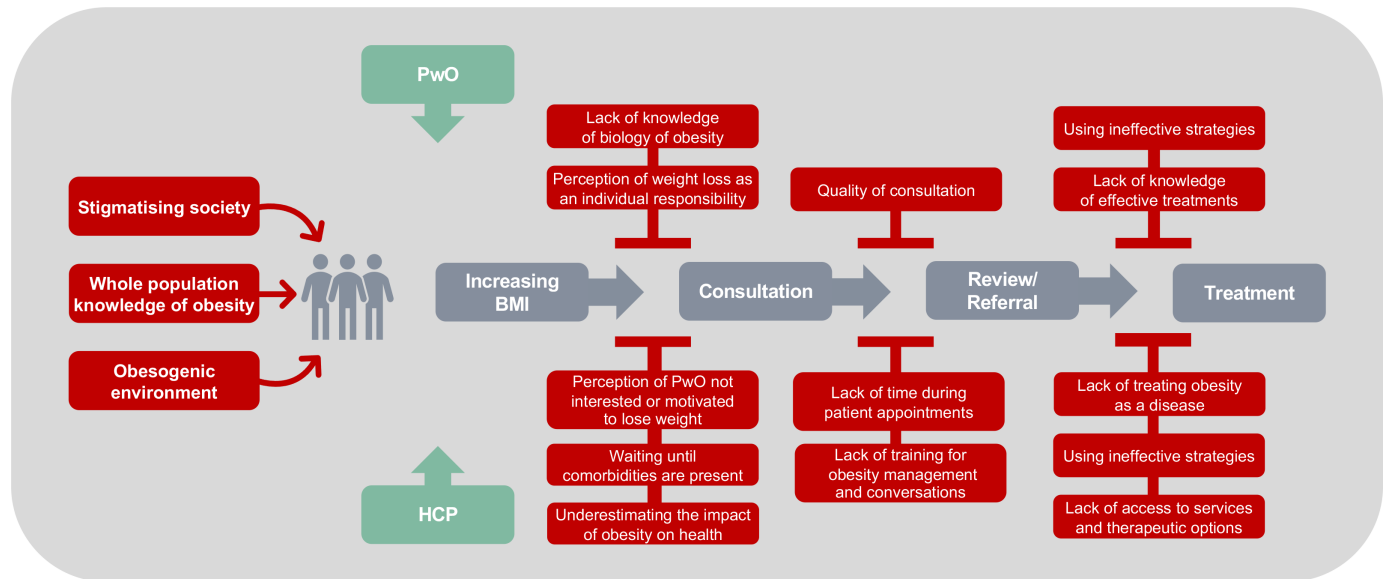 PwO
Lack of knowledge
of biology of obesity
Perception of weight loss as
an individual responsibility
Quality of consultation
Using ineffective strategies
Lack of knowledge
of effective treatments
Stigmatising society
Whole population
knowledge of obesity
Obesogenic
environment
Increasing
BMI
Consultation
Review/
Referral
Treatment
Perception of PwO not
interested or motivated
to lose weight
Waiting until
comorbidities are present
Underestimating the impact
of obesity on health
Lack of time during
patient appointments
Lack of training for
obesity management
and conversations
Lack of treating obesity
as a disease
Using ineffective strategies
Lack of access to services
and therapeutic options
HCP